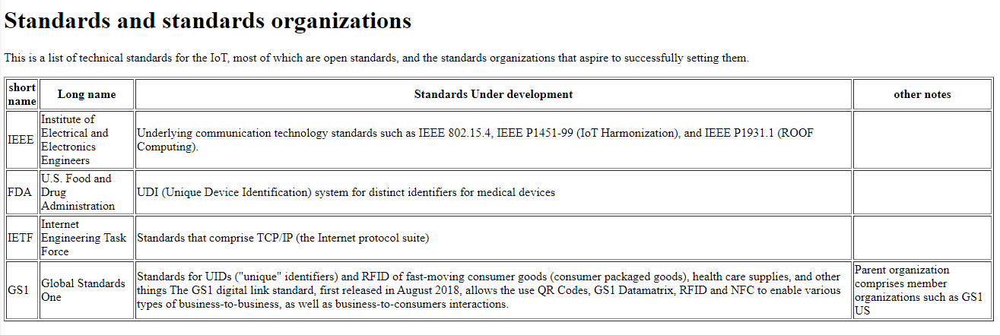 Standards and standards organizations
This is a list of technical standards for the IoT, most of which are open standards, and the standards organizations that aspire to successfully setting them.
short
name
Long name
Standards Under development
other notes
IEEE
Institute of
Electrical and
Electronics
Engineers
Underlying communication technology standards such as IEEE 802.15.4, IEEE P1451-99 (IoT Harmonization), and IEEE P1931.1 (ROOF
Computing).
FDA
U.S. Food and
Drug
Administration
UDI (Unique Device Identification) system for distinct identifiers for medical devices
IETF
Internet
Engineering Task
Force
Standards that comprise TCP/IP (the Internet protocol suite)
GS1
Global Standards
One
Standards for UIDs ("unique" identifiers) and RFID of fast-moving consumer goods (consumer packaged goods), health care supplies, and other
things The GS1 digital link standard, first released in August 2018, allows the use QR Codes, GS1 Datamatrix, RFID and NFC to enable various
types of business-to-business, as well as business-to-consumers interactions.
Parent organization
comprises member
organizations such as GS1
US